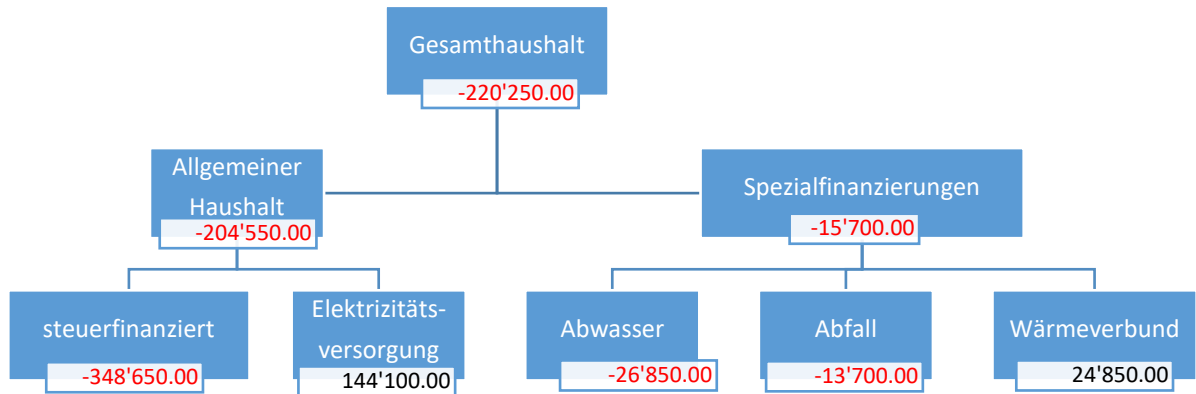 Gesamthaushalt
-220'250.00
Allgemeiner
Haushalt
-204'550.00
Spezialfinanzierungen
-15'700.00
steuerfinanziert
-348'650.00
Elektrizitäts-
versorgung
144'100.00
Abwasser
-26'850.00
Abfall
-13'700.00
Wärmeverbund
24'850.00